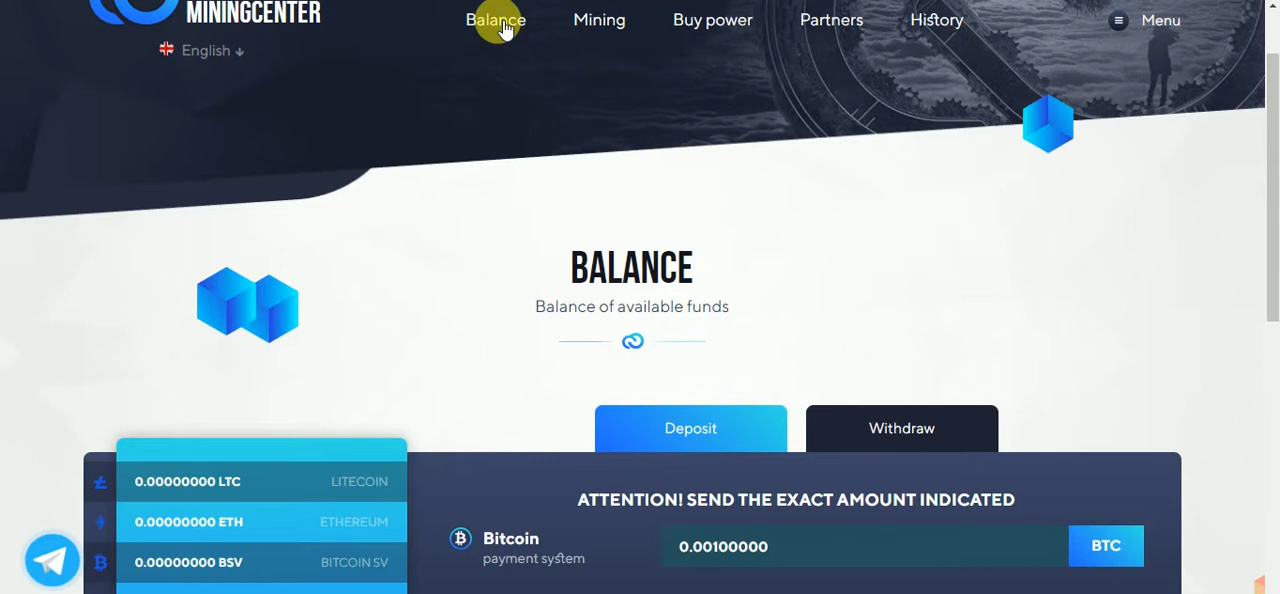 MININGCENTER
English
Balance
Mining
Buy power
Partners
History
Menu
BALANCE
Balance of available funds
Deposit
Withdraw
0.00000000 LTC LITECOIN
0.00000000 ETH ETHEREUM
0.00000000 BSV BITCOIN SV
ATTENTION! SEND THE EXACT AMOUNT INDICATED
Bitcoin
payment system
0.00100000
BTC